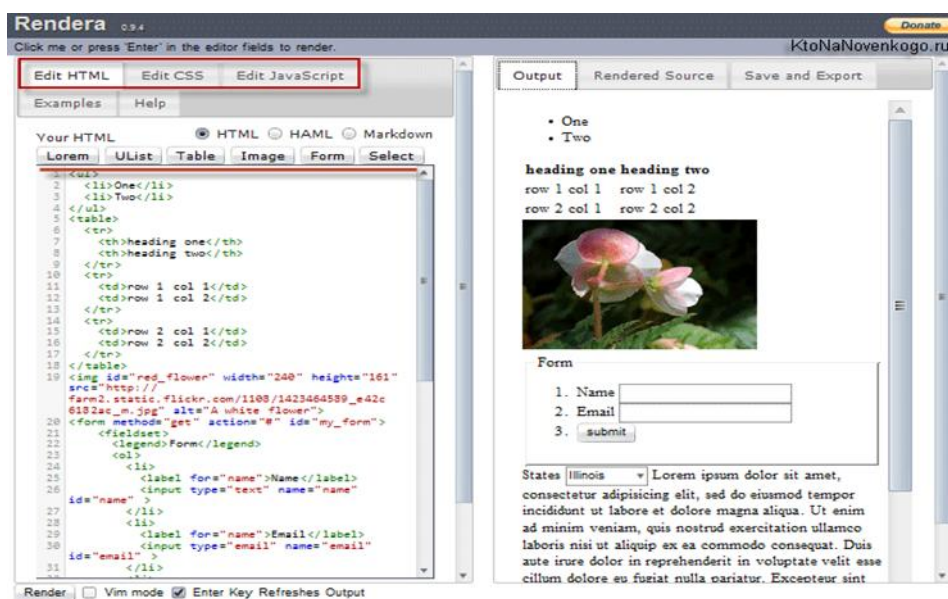 Rendera 0.9.4
Donate
Click me or press 'Enter' in the editor fields to render.
KtoNaNovenkogo.ru
Edit HTML Edit CSS Edit JavaScript
Examples Help
Your HTML HTML HAML Markdown
Lorem UList Table Image Form Select
1 <ul>
2 <li>One</li>
3 <li>Two</li>
4 </ul>
5 <table>
6 <tr>
7 <th>heading one</th>
8 <th>heading two</th>
9 </tr>
10 <tr>
11 <td>row 1 col 1</td>
12 <td>row 1 col 2</td>
13 </tr>
14 <tr>
15 <td>row 2 col 1</td>
16 <td>row 2 col 2</td>
17 </tr>
18 </table>
19 <img id="red_flower" width="240" height="161"
src="http://
farm2.static.flickr.com/1108/1423464589_e42c
6182ac_m.jpg" alt="A white flower">
20 <form method="get" action="#" id="my_form">
21 <fieldset>
22 <legend>Form</legend>
23 <ol>
24 <li>
25 <label for="name">Name</label>
26 <input type="text" name="name"
id="name" >
27 </li>
28 <li>
29 <label for="name">Email</label>
30 <input type="email" name="email"
id="email" >
31 </li>
Render Vim mode Enter Key Refreshes Output
Output Rendered Source Save and Export
• One
• Two
heading one heading two
row 1 col 1 row 1 col 2
row 2 col 1 row 2 col 2
Form
1. Name
2. Email
3. submit
States Illinois Lorem ipsum dolor sit amet,
consectetur adipisicing elit, sed do eiusmod tempor
incididunt ut labore et dolore magna aliqua. Ut enim
ad minim veniam, quis nostrud exercitation ullamco
laboris nisi ut aliquip ex ea commodo consequat. Duis
aute irure dolor in reprehenderit in voluptate velit esse
cillum dolore eu fugiat nulla pariatur. Excepteur sint